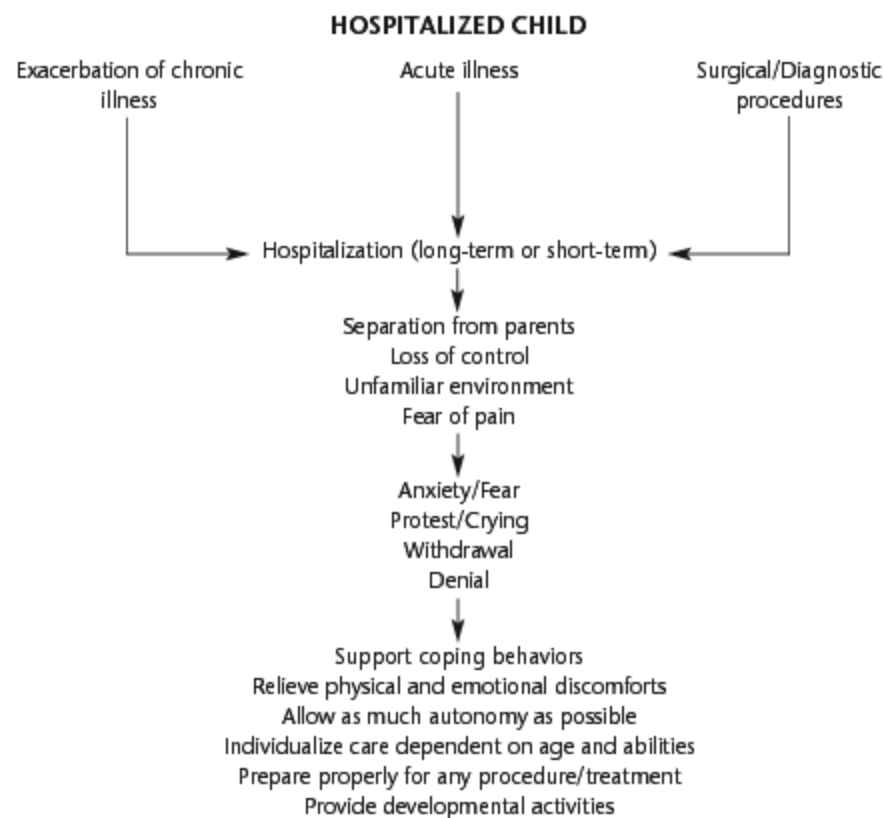 HOSPITALIZED CHILD
Exacerbation of chronic
illness
Acute illness
Surgical/Diagnostic
procedures
Hospitalization (long-term or short-term)
Separation from parents
Loss of control
Unfamiliar environment
Fear of pain
Anxiety/Fear
Protest/Crying
Withdrawal
Denial
Support coping behaviors
Relieve physical and emotional discomforts
Allow as much autonomy as possible
Individualize care dependent on age and abilities
Prepare properly for any procedure/treatment
Provide developmental activities